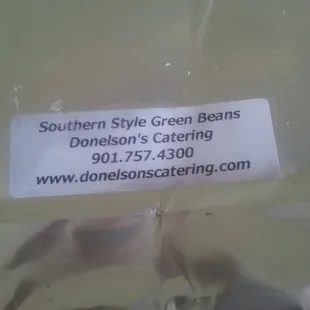 Southern Style Green Beans
Donelson's Catering
901.757.4300
www.donelsonscatering.com